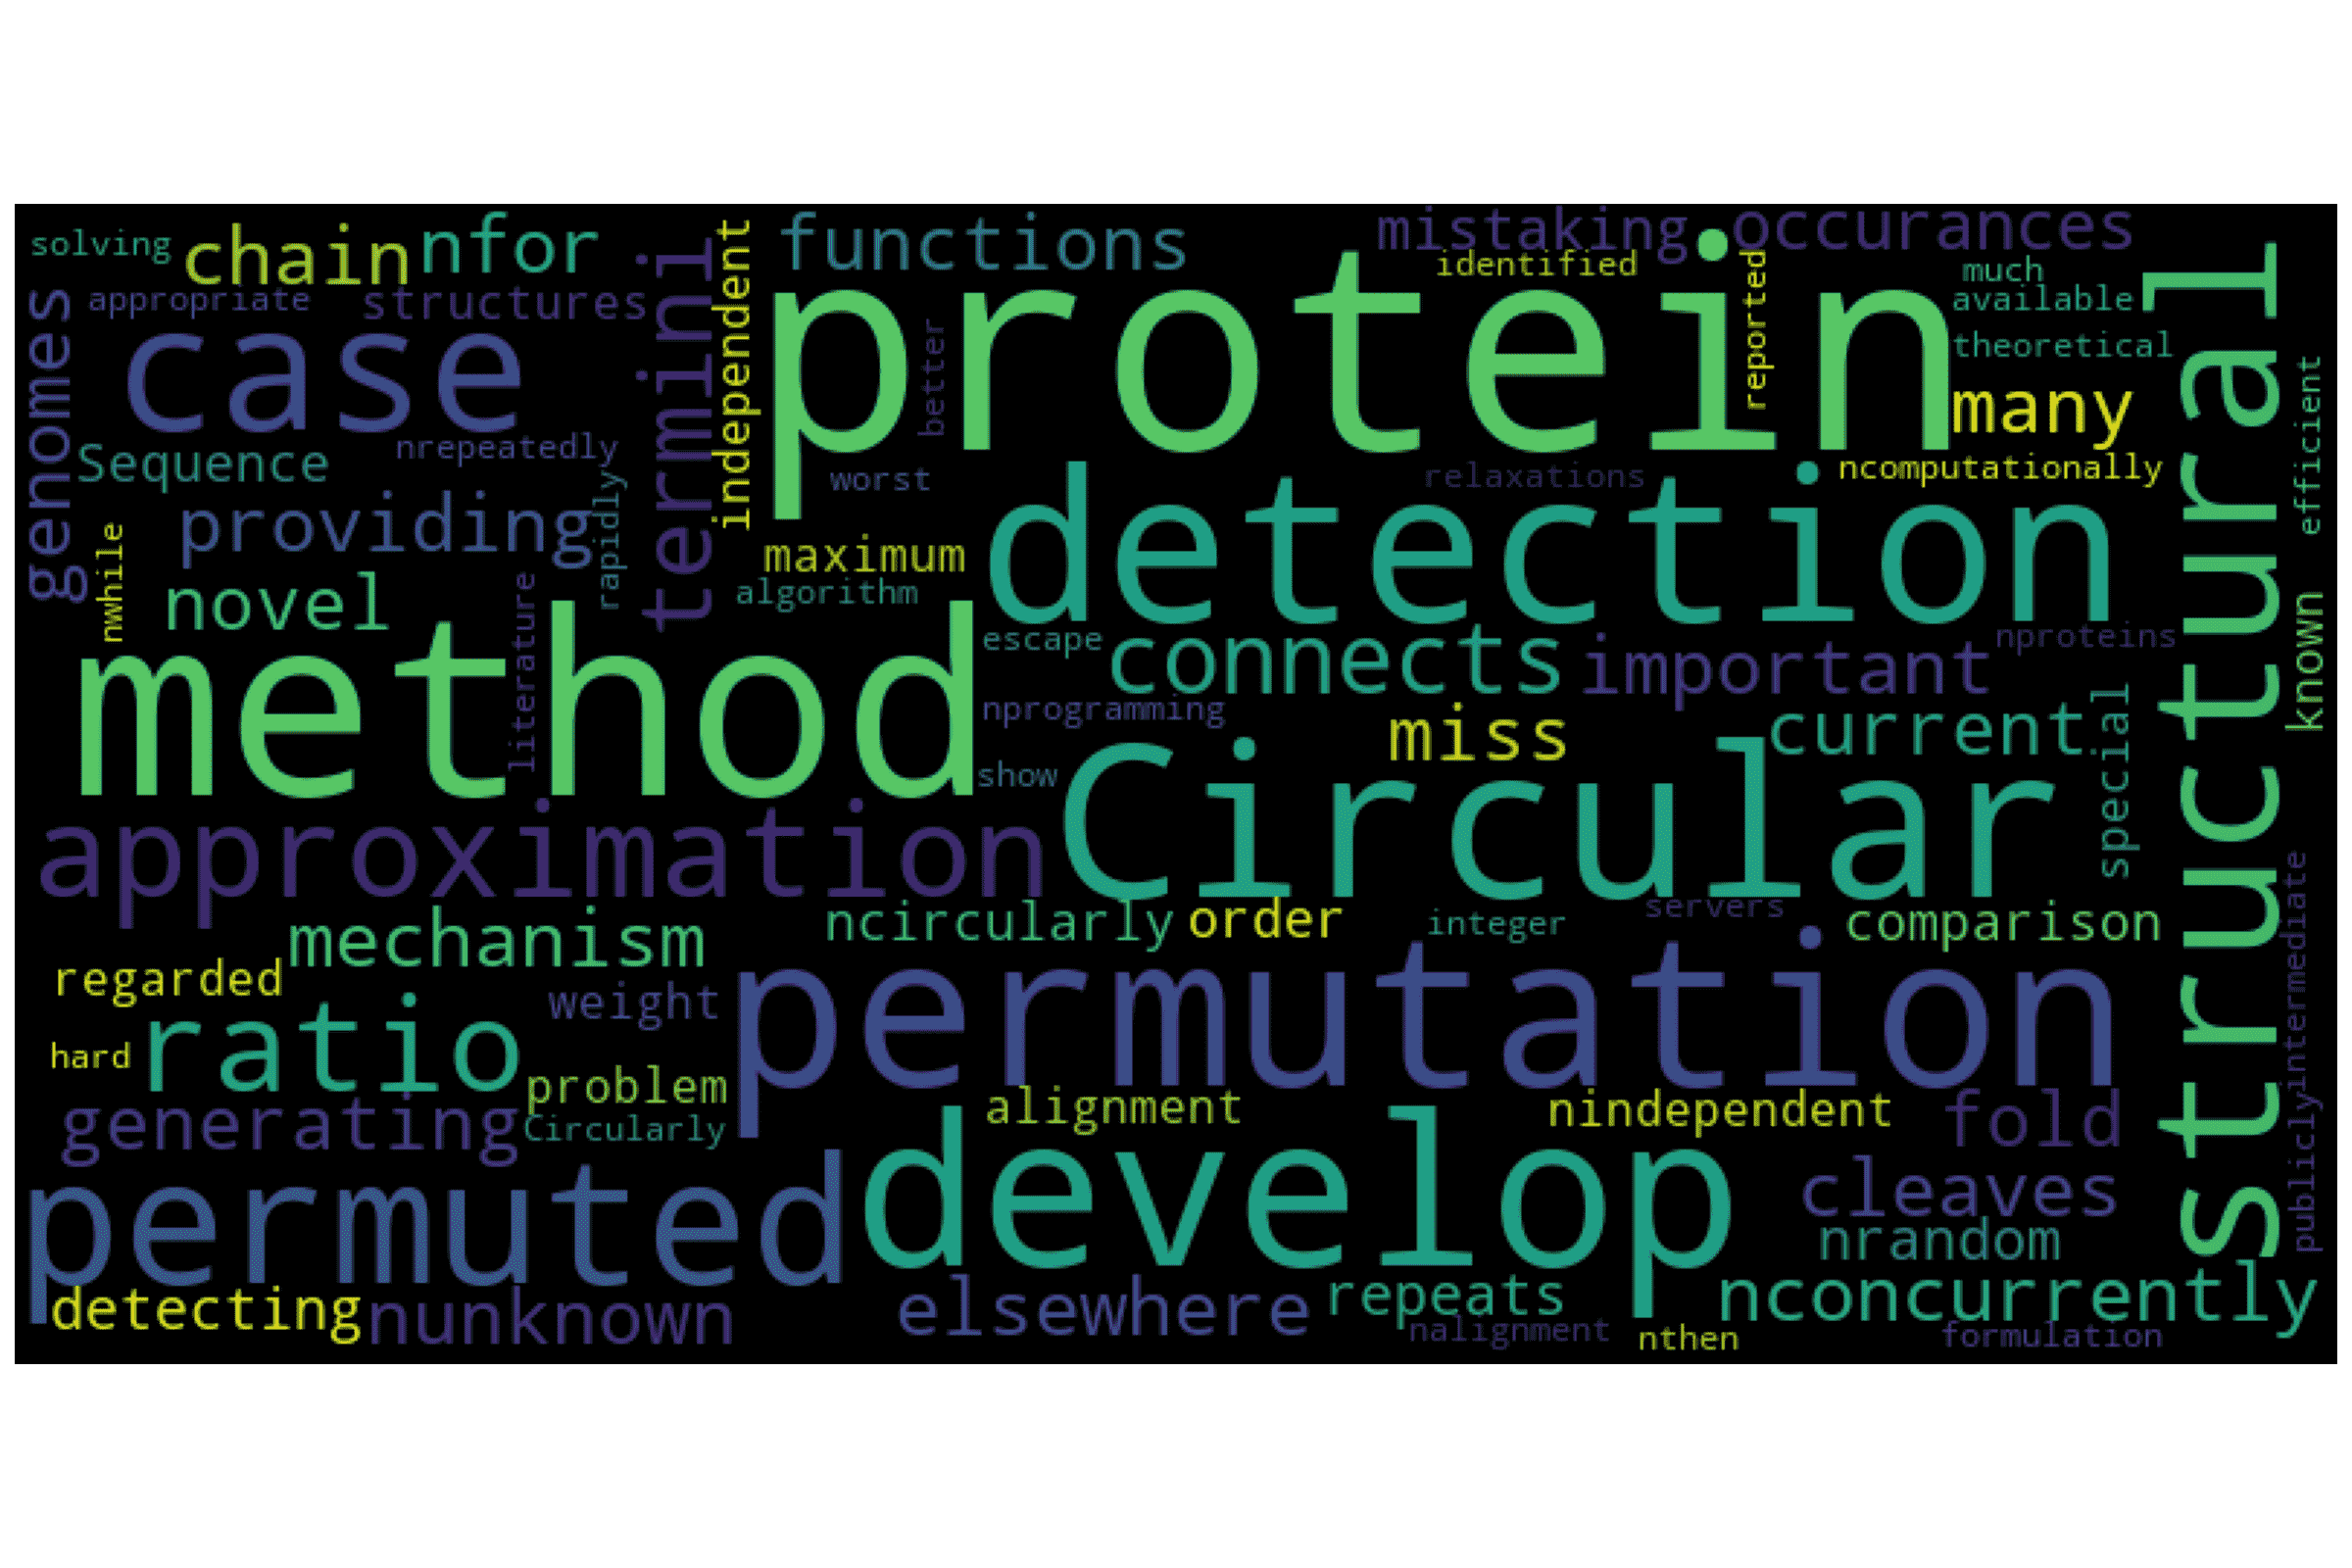 solving
chain
nfor
functions
mistaking
occurances
identified
much
appropriate
structures
available
genomes
case
termini
independent
protein
reported
theoretical
structural
better
many
efficient
Sequence
nrepeatedly
worst
relaxations
ncomputationally
providing
rapidly
detection
nwhile
maximum
novel
literature
algorithm
known
method
escape
connects
important
nproteins
nprogramming
miss
current
special
show
Circular
approximation
mechanism
ncircularly
order
integer
servers
comparison
intermediate
regarded
weight
permutation
hard
ratio
problem
alignment
nindependent
fold
generating
Circularly
publicly
permuted
develop
cleaves
nrandom
detecting
nunknown
elsewhere
repeats
nconcurrently
nalignment
nthen
formulation